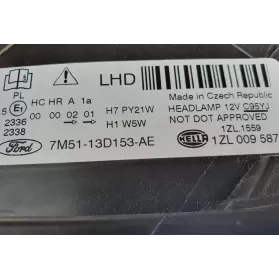 PL
LHD
Made in Czech Republic
HC HR A 1a
HEADLAMP 12V C95YJ
5 E1 00 00 02 01
H7 PY21W
NOT DOT APPROVED
2336
1ZL.1559
2338
H1 W5W
Ford 7M51-13D153-AE
HELLA 1ZL 009 587